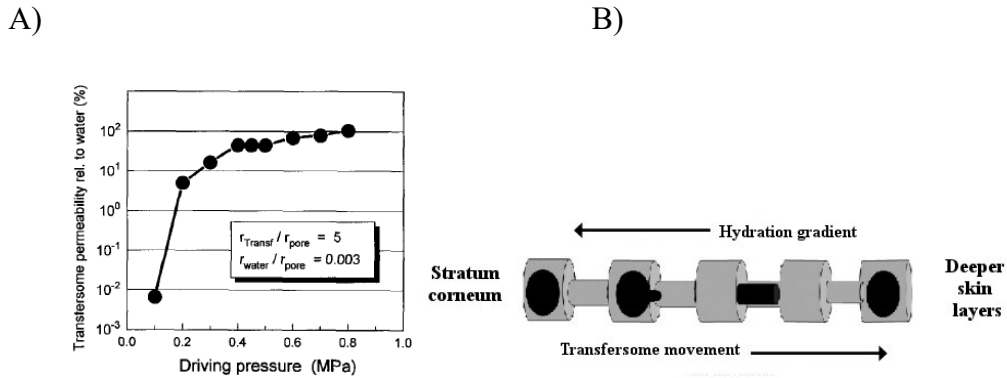 A)
B)
Transfersome permeability rel. to water (%)
10²
10¹
10⁰
10⁻¹
10⁻²
10⁻³
r_Transf / r_pore = 5
r_water / r_pore = 0.003
0.0 0.2 0.4 0.6 0.8 1.0
Driving pressure (MPa)
Hydration gradient
Stratum
corneum
Deeper
skin
layers
Transfersome movement